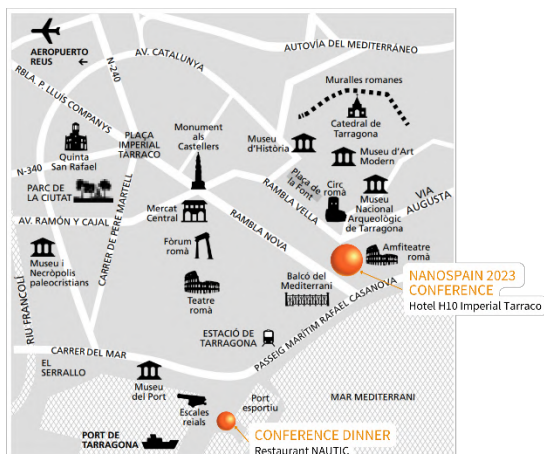 AEROPUERTO
REUS
N-240
AV. CATALUNYA
AUTOVÍA DEL MEDITERRÁNEO
RBLA. P. LLUÍS COMPANYS
Muralles romanes
Catedral de
Tarragona
Monument
als
Castellers
Museu
d'Història
Museu d'Art
Modern
PLAÇA
IMPERIAL
TARRACO
Quinta
San Rafael
N-340
PARC DE
LA CIUTAT
Plaça de
la Font
Circ
romà
Museu
Nacional
Arqueològic
de Tarragona
VIA
AUGUSTA
RAMBLA VELLA
Mercat
Central
RAMBLA NOVA
AV. RAMÓN Y CAJAL
CARRER DE PERE MARTELL
Fòrum
romà
Amfiteatre
romà
Museu i
Necròpolis
paleocristians
Balcó del
Mediterrani
Teatre
romà
NANOSPAIN 2023
CONFERENCE
Hotel H10 Imperial Tarraco
RIU FRANCOLÍ
ESTACIÓ DE
TARRAGONA
PASSEIG MARÍTIM RAFAEL CASANOVA
CARRER DEL MAR
EL
SERRALLO
Museu
del Port
Escales
reials
Port
esportiu
MAR MEDITERRANI
PORT DE
TARRAGONA
CONFERENCE DINNER
Restaurant NAUTIC